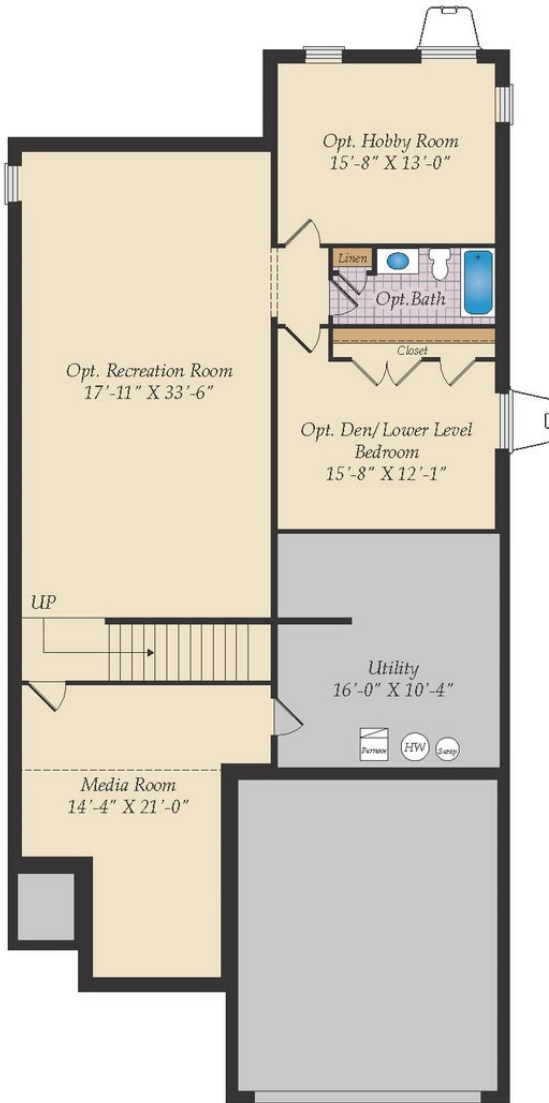 Opt. Hobby Room
15'-8" X 13'-0"
Linen
Opt. Bath
Closet
Opt. Recreation Room
17'-11" X 33'-6"
Opt. Den/Lower Level
Bedroom
15'-8" X 12'-1"
UP
Utility
16'-0" X 10'-4"
Furnace
HW
Sump
Media Room
14'-4" X 21'-0"